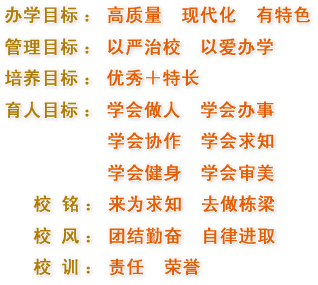 办学目标： 高质量 现代化 有特色
管理目标： 以严治校 以爱办学
培养目标： 优秀＋特长
育人目标： 学会做人 学会办事
学会协作 学会求知
学会健身 学会审美
校 铭： 来为求知 去做栋梁
校 风： 团结勤奋 自律进取
校 训： 责任 荣誉